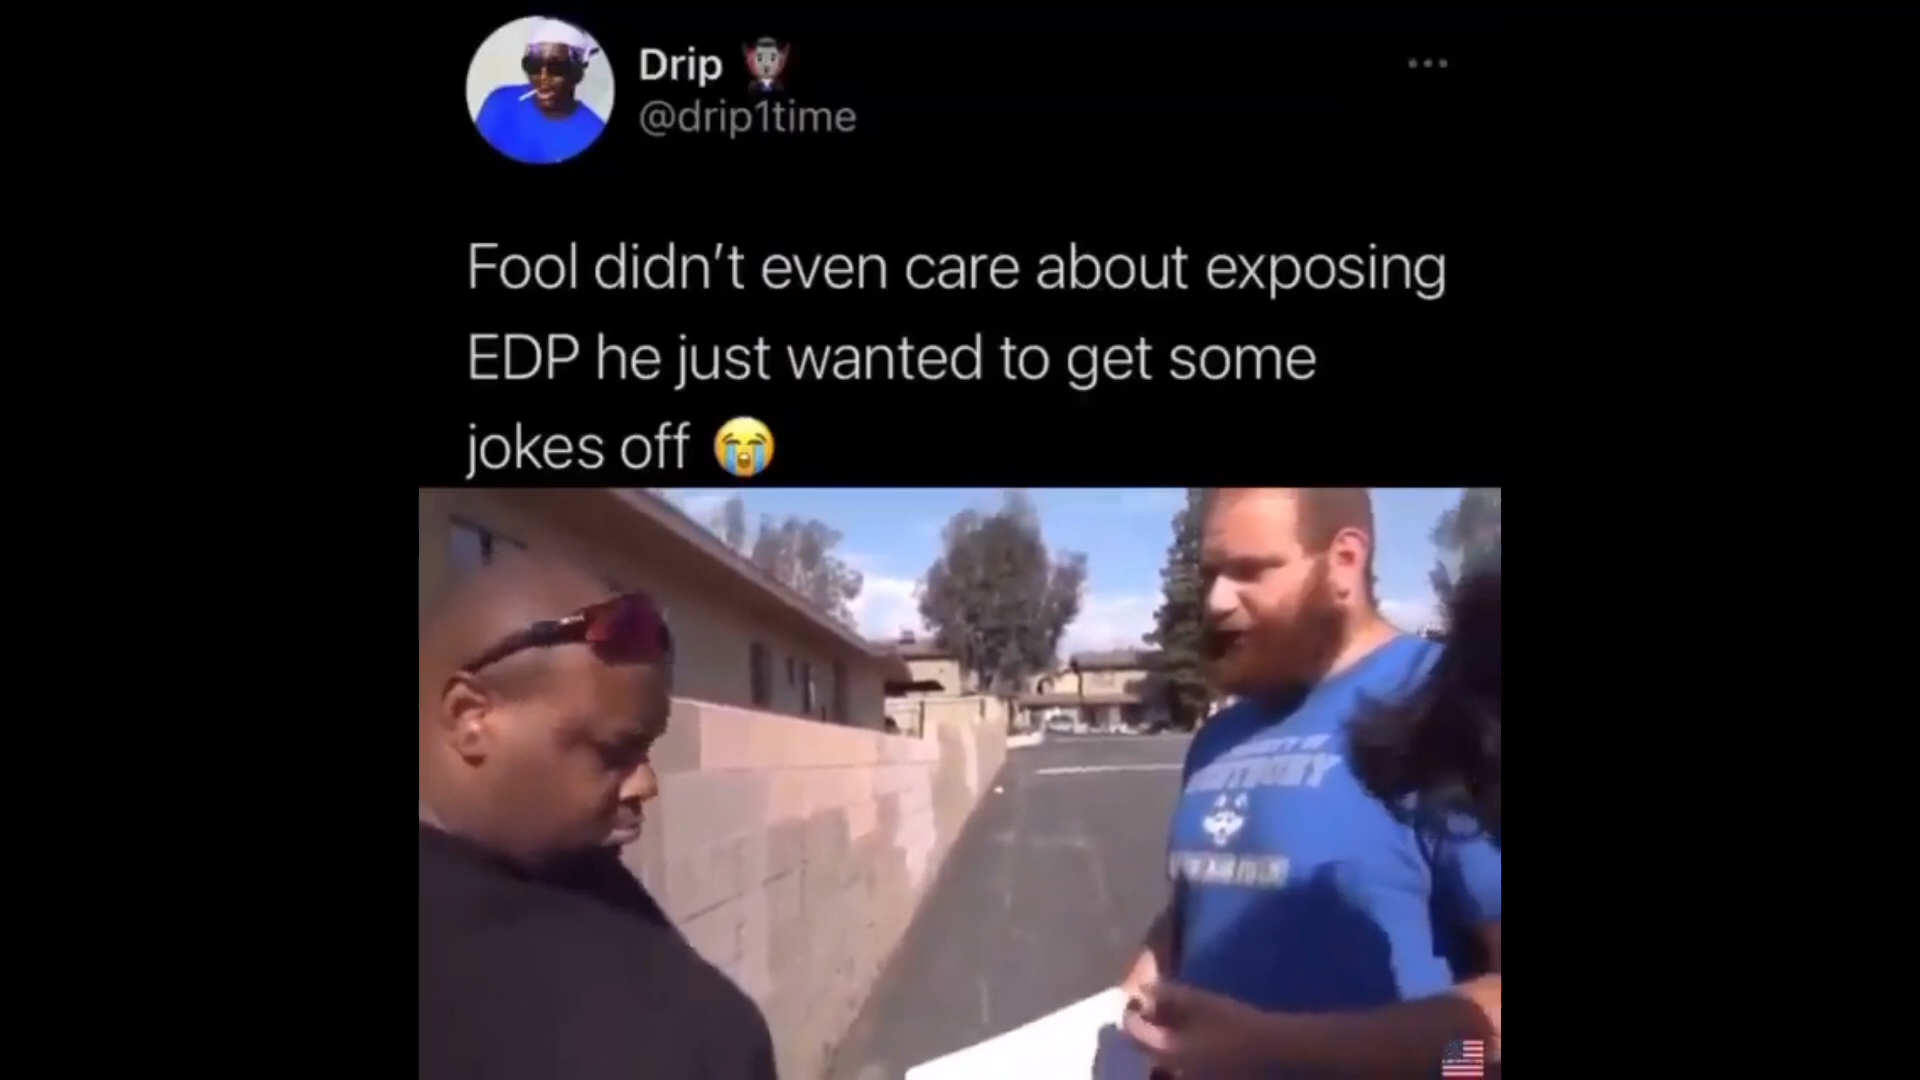 Drip 🧛🏻‍♂️
@drip1time
Fool didn't even care about exposing
EDP he just wanted to get some
jokes off 😭